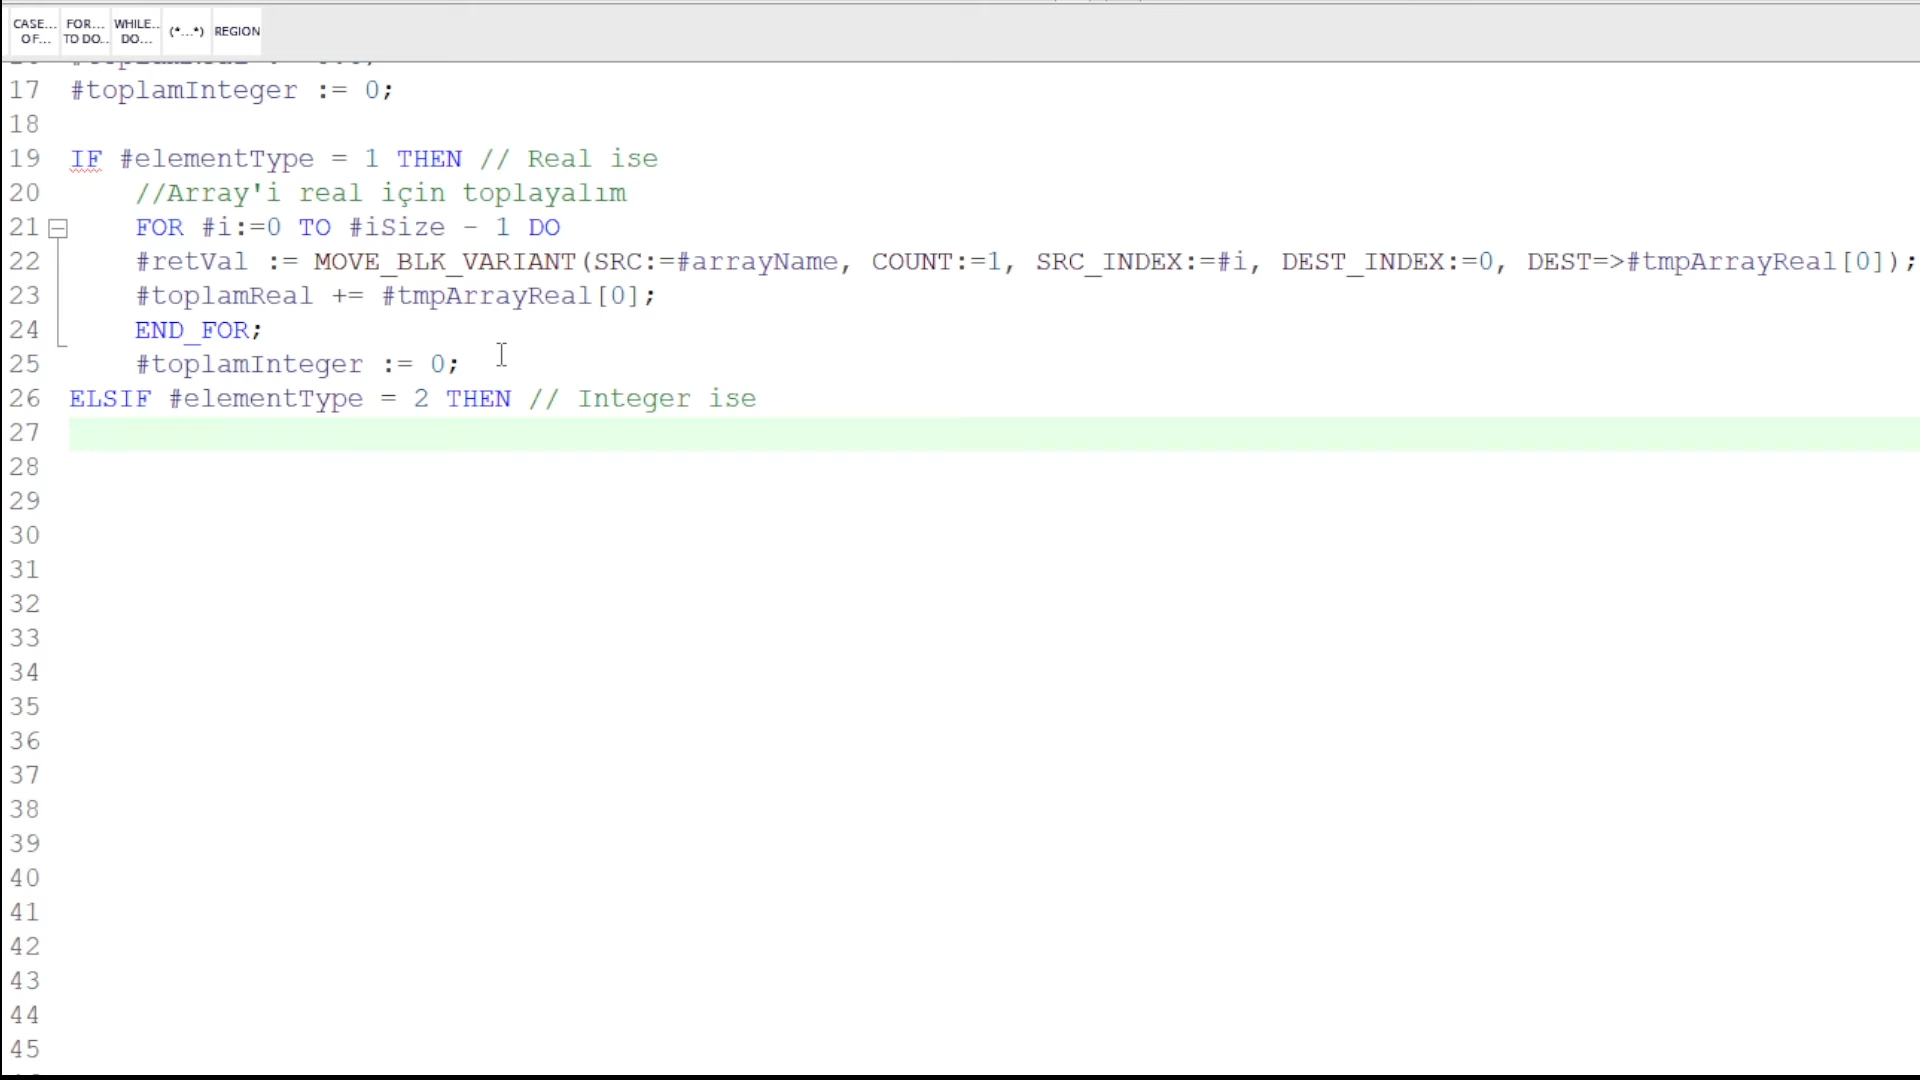 CASE... FOR... WHILE..
OF... TO DO.. DO... (*...*) REGION
17 #toplamInteger := 0;
18
19 IF #elementType = 1 THEN // Real ise
20 //Array'i real için toplayalım
21 FOR #i:=0 TO #iSize - 1 DO
22 #retVal := MOVE_BLK_VARIANT(SRC:=#arrayName, COUNT:=1, SRC_INDEX:=#i, DEST_INDEX:=0, DEST=>#tmpArrayReal[0]);
23 #toplamReal += #tmpArrayReal[0];
24 END_FOR;
25 #toplamInteger := 0;
26 ELSIF #elementType = 2 THEN // Integer ise
27
28
29
30
31
32
33
34
35
36
37
38
39
40
41
42
43
44
45